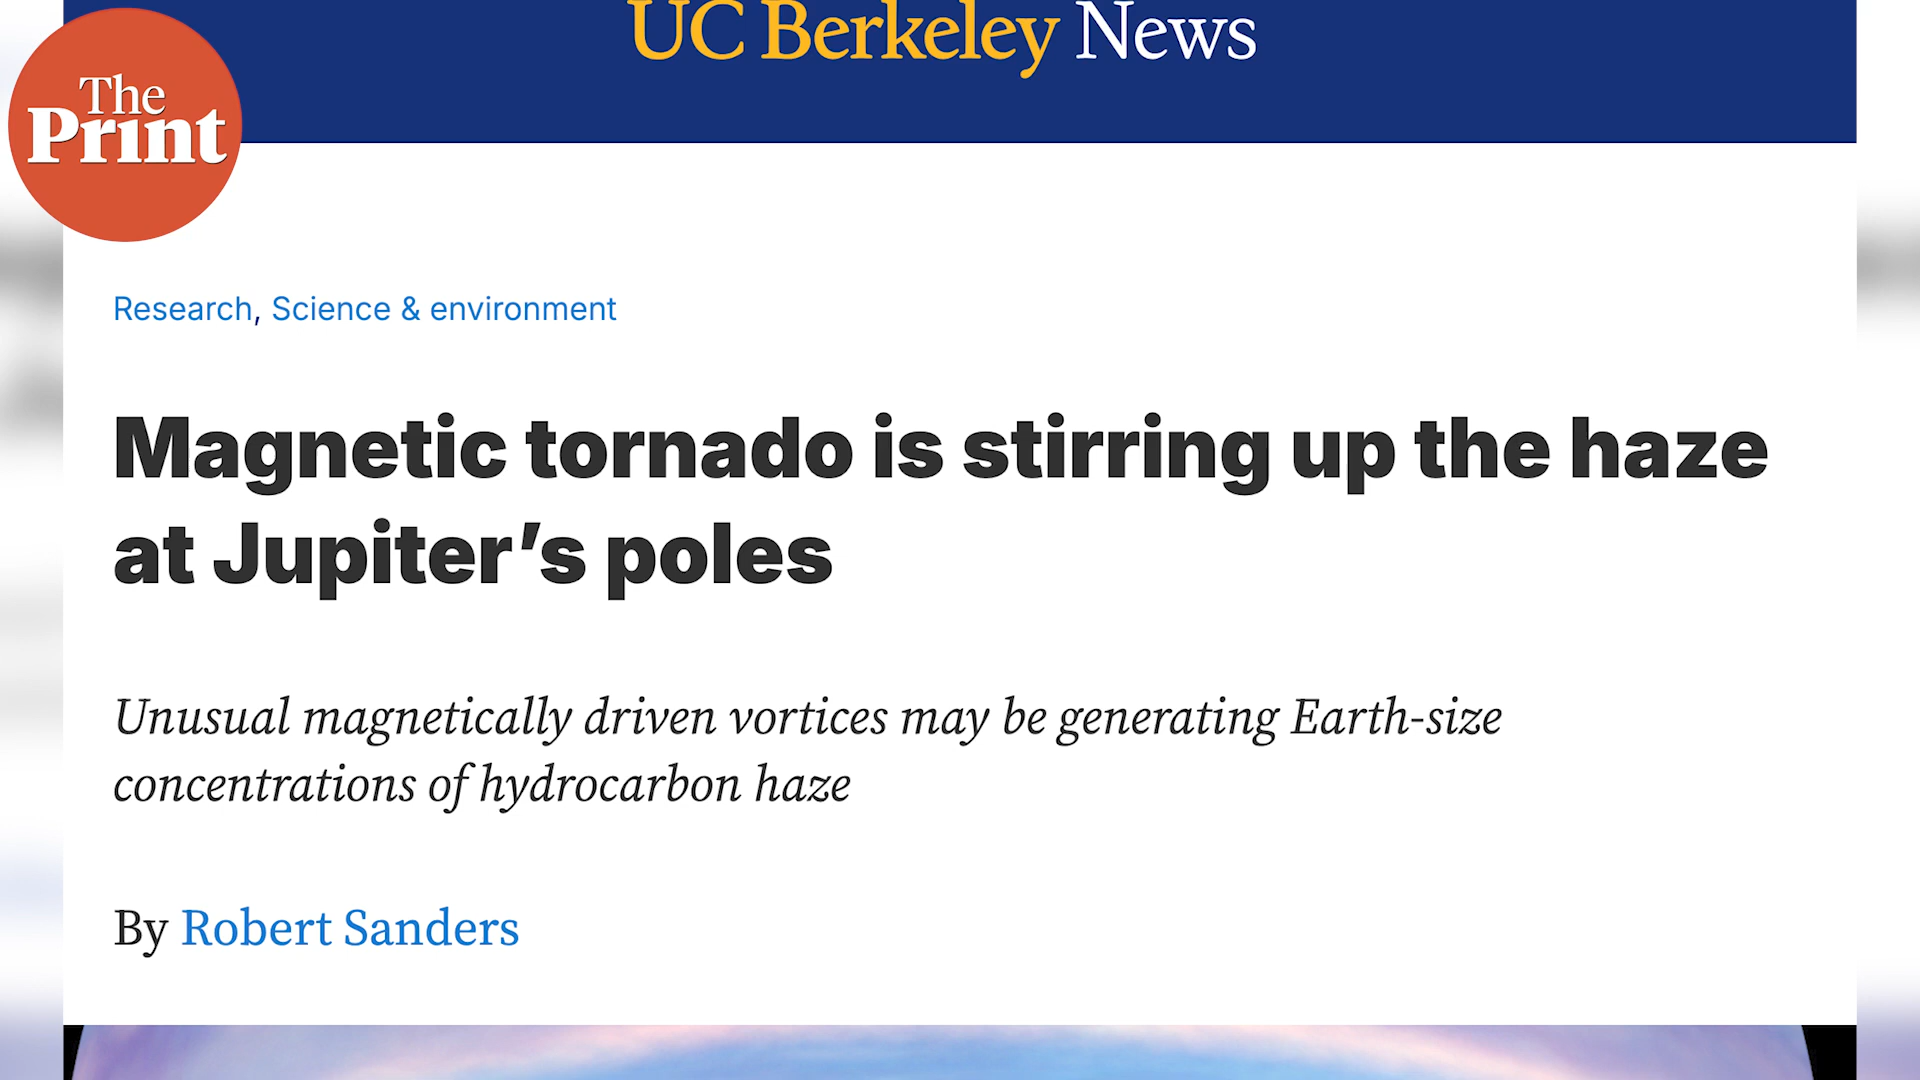 UC Berkeley News
The
Print
Research, Science & environment
Magnetic tornado is stirring up the haze
at Jupiter’s poles
Unusual magnetically driven vortices may be generating Earth-size
concentrations of hydrocarbon haze
By Robert Sanders